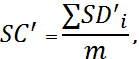 SC′ = ∑SD′ᵢ / m,